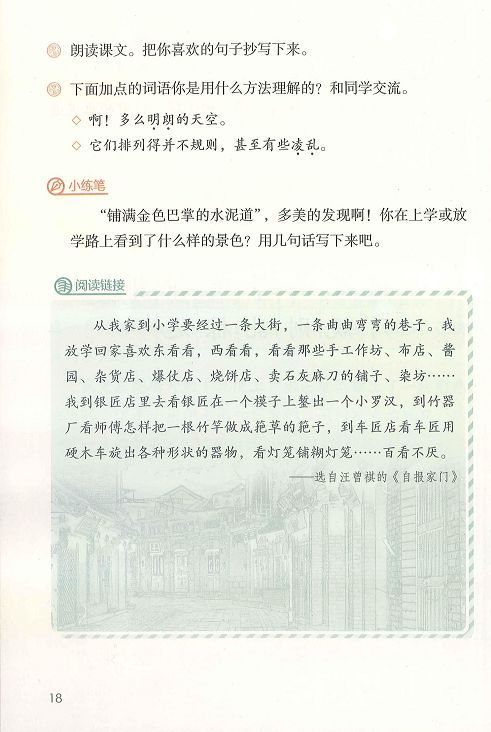 朗读课文。把你喜欢的句子抄写下来。
下面加点的词语你是用什么方法理解的？和同学交流。
◇ 啊！多么明朗的天空。
◇ 它们排列得并不规则，甚至有些凌乱。
小练笔
“铺满金色巴掌的水泥道”，多美的发现啊！你在上学或放
学路上看到了什么样的景色？用几句话写下来吧。
阅读链接
从我家到小学要经过一条大街，一条曲曲弯弯的巷子。我
放学回家喜欢东看看，西看看，看看那些手工作坊、布店、酱
园、杂货店、爆仗店、烧饼店、卖石灰麻刀的铺子、染坊……
我到银匠店里去看银匠在一个模子上錾出一个小罗汉，到竹器
厂看师傅怎样把一根竹竿做成筢草的筢子，到车匠店看车匠用
硬木车旋出各种形状的器物，看灯笼铺糊灯笼……百看不厌。
——选自汪曾祺的《自报家门》
18